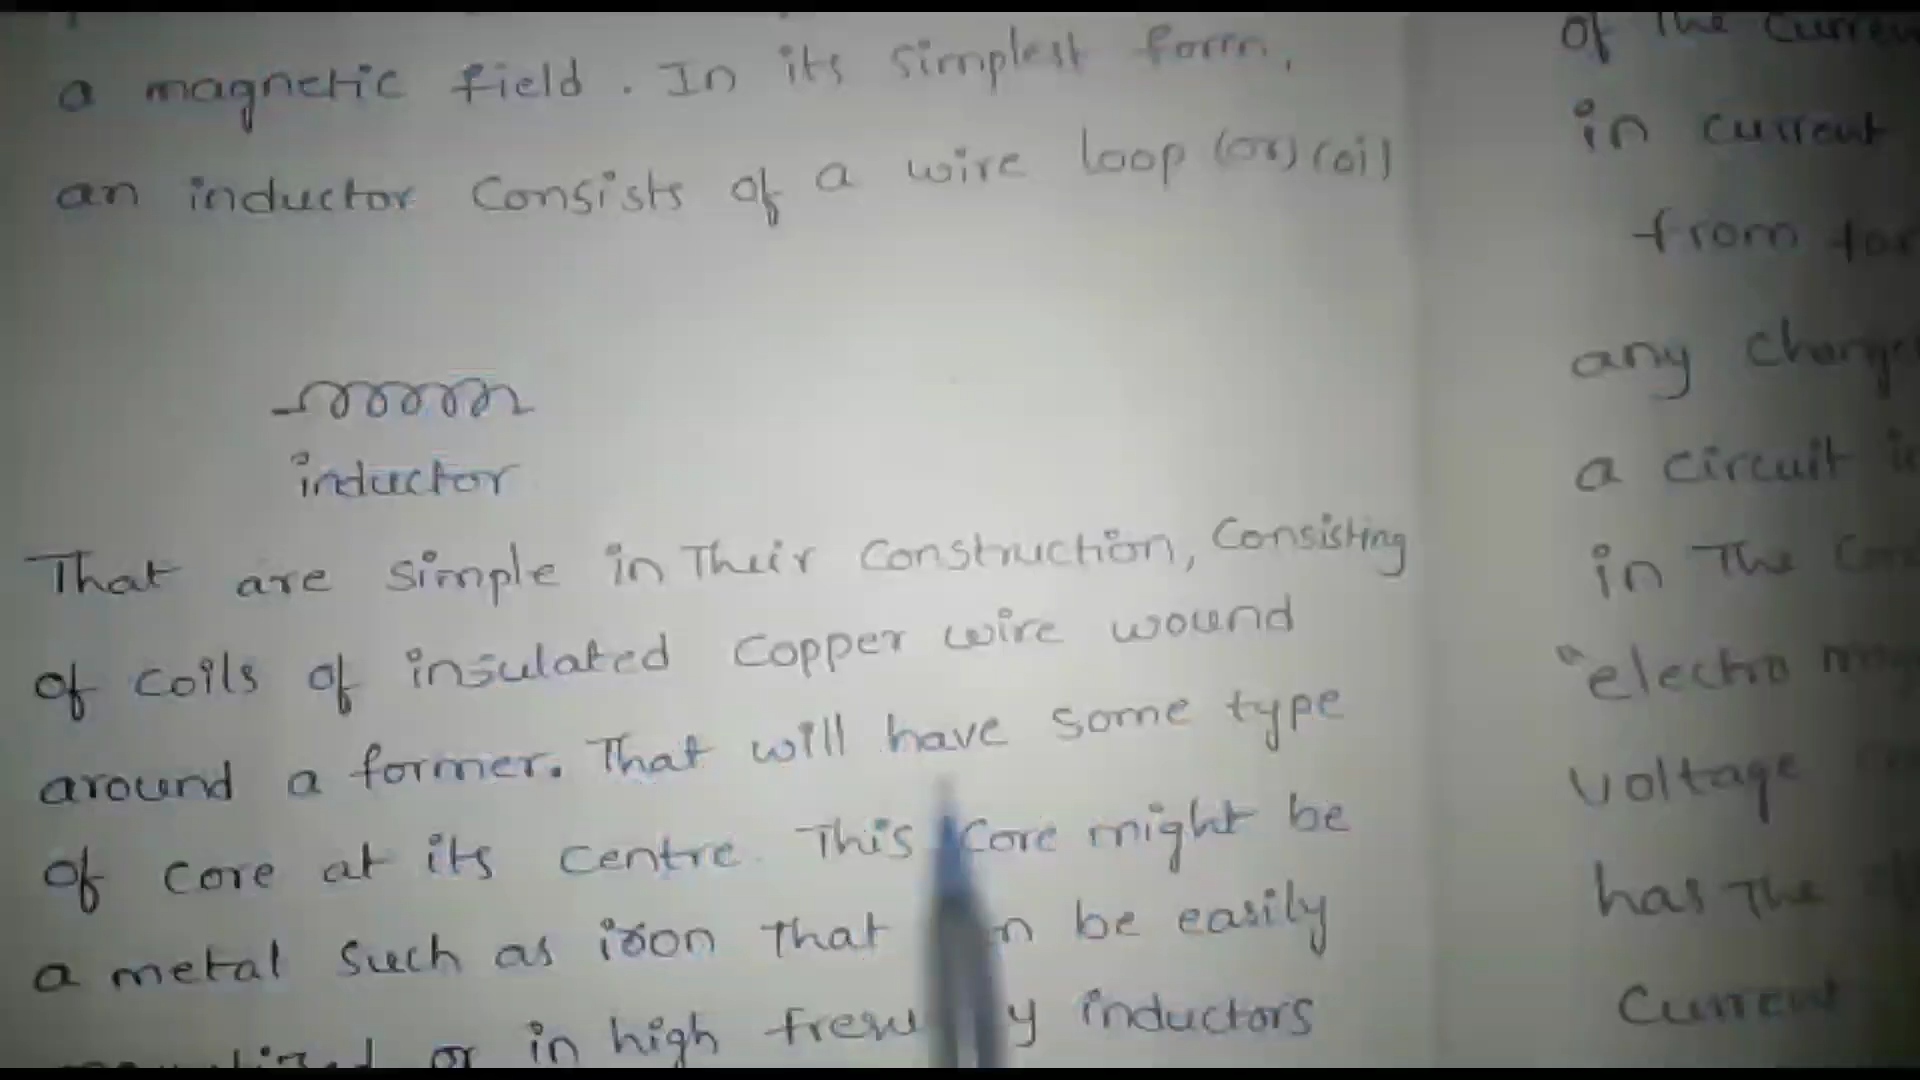 a magnetic field. In its simplest form,
an inductor consists of a wire loop (or) coil
inductor
That are simple in Their construction, consisting
of coils of insulated copper wire wound
around a former. That will have some type
of core at its centre. This core might be
a metal such as iron that be easily
or in high inductors
of The
in current
from
any
a circuit
in The
"electro
voltage
has The
Current